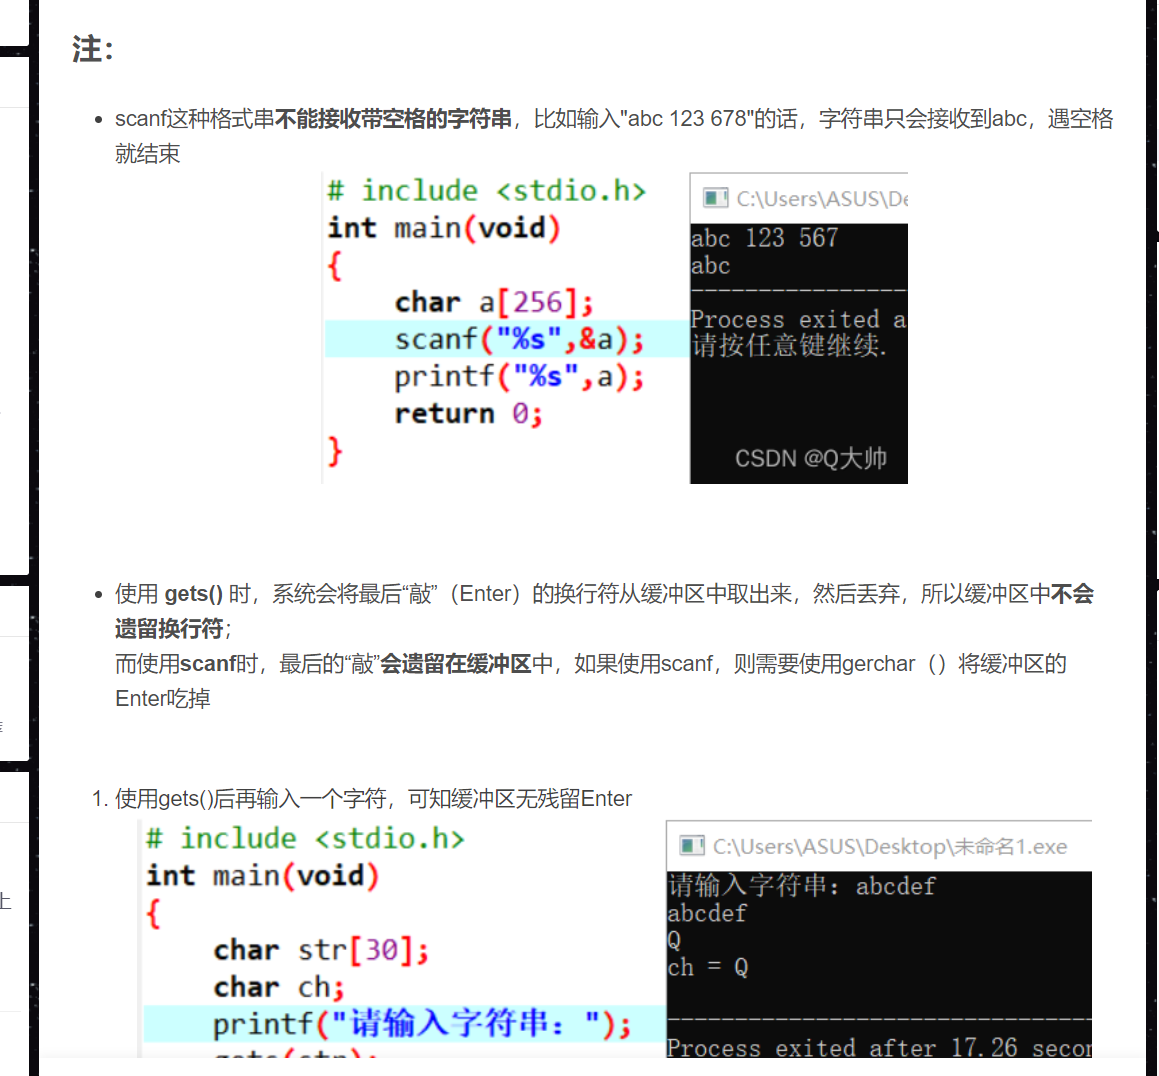 注：
scanf这种格式串不能接收带空格的字符串，比如输入"abc 123 678"的话，字符串只会接收到abc，遇空格
就结束
# include <stdio.h>
int main(void)
{
char a[256];
scanf("%s",&a);
printf("%s",a);
return 0;
}
C:\Users\ASUS\De
abc 123 567
abc
Process exited a
请按任意键继续.
CSDN @Q大帅
使用 gets() 时，系统会将最后“敲”（Enter）的换行符从缓冲区中取出来，然后丢弃，所以缓冲区中不会
遗留换行符；
而使用scanf时，最后的“敲”会遗留在缓冲区中，如果使用scanf，则需要使用gerchar（）将缓冲区的
Enter吃掉
1. 使用gets()后再输入一个字符，可知缓冲区无残留Enter
# include <stdio.h>
int main(void)
{
char str[30];
char ch;
printf("请输入字符串：");
gets(str);
C:\Users\ASUS\Desktop\未命名1.exe
请输入字符串：abcdef
abcdef
Q
ch = Q
Process exited after 17.26 secon
上